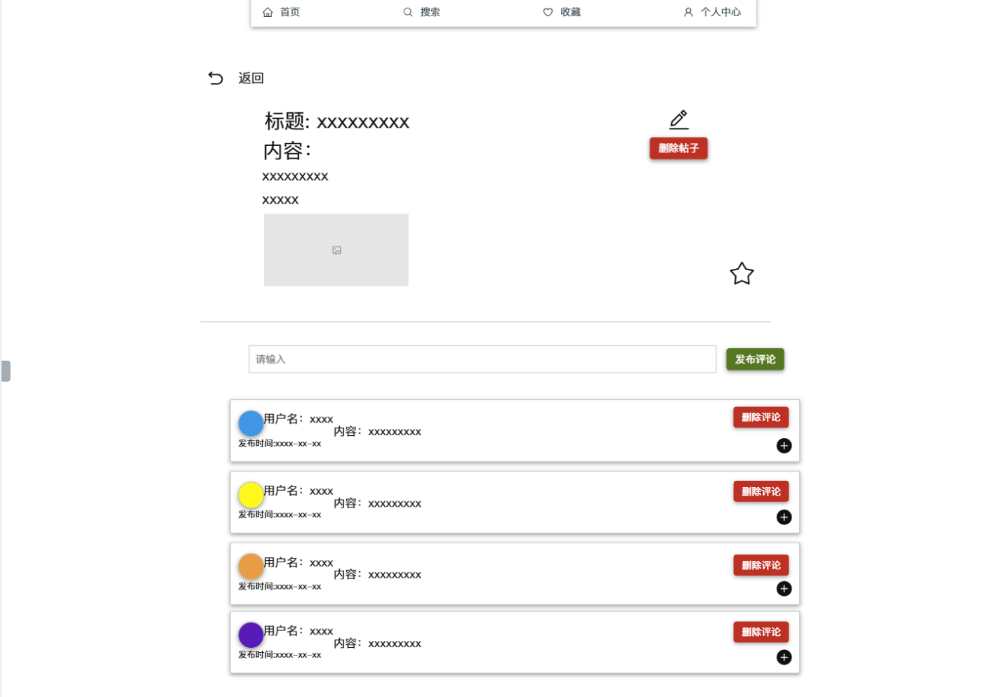 首页 搜索 收藏 个人中心
返回
标题: xxxxxxxxx
删除帖子
内容：
xxxxxxxxx
xxxxx
请输入 发布评论
用户名：xxxx 删除评论
内容：xxxxxxxxx
发布时间:xxxx-xx-xx
用户名：xxxx 删除评论
内容：xxxxxxxxx
发布时间:xxxx-xx-xx
用户名：xxxx 删除评论
内容：xxxxxxxxx
发布时间:xxxx-xx-xx
用户名：xxxx 删除评论
内容：xxxxxxxxx
发布时间:xxxx-xx-xx